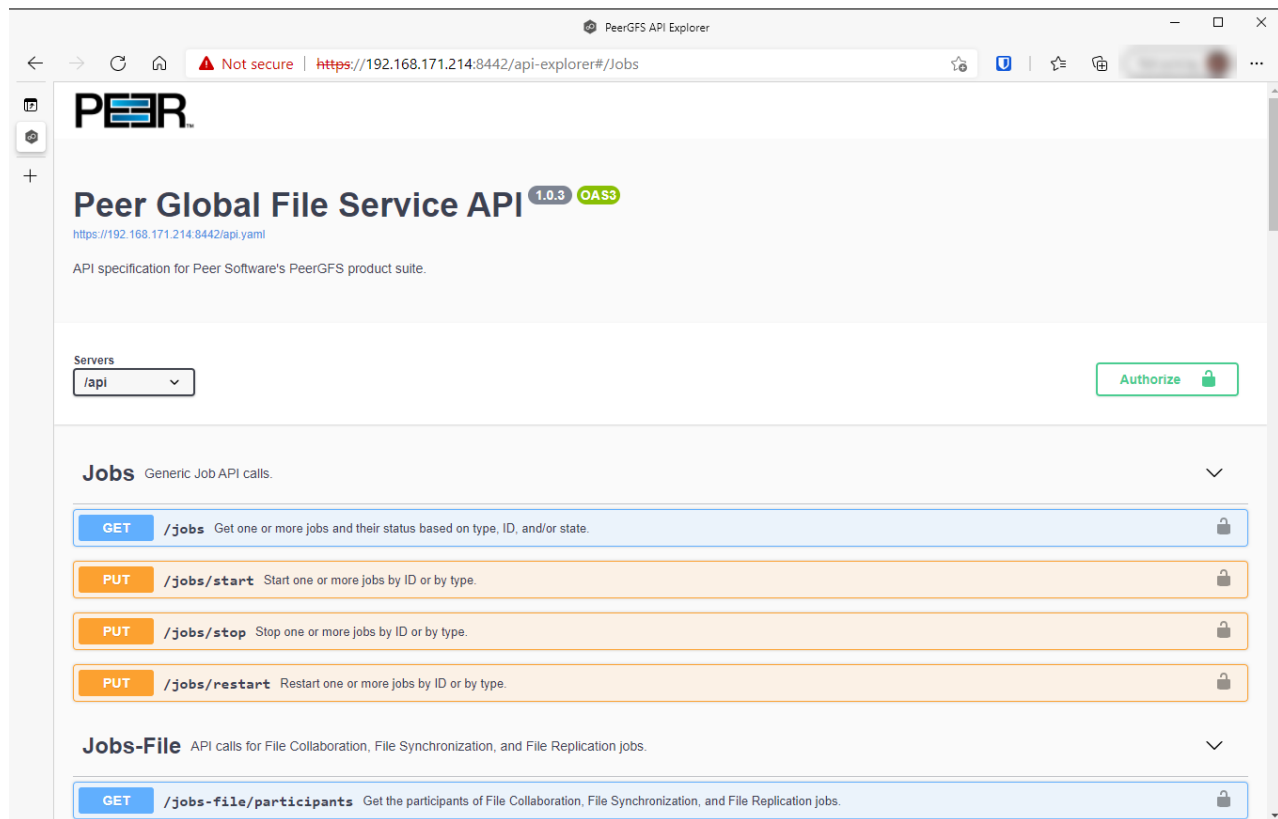 PeerGFS API Explorer
Not secure | https://192.168.171.214:8442/api-explorer#/Jobs
PEER™
Peer Global File Service API 1.0.3 OAS3
https://192.168.171.214:8442/api.yaml
API specification for Peer Software's PeerGFS product suite.
Servers
/api
Authorize
Jobs Generic Job API calls.
GET /jobs Get one or more jobs and their status based on type, ID, and/or state.
PUT /jobs/start Start one or more jobs by ID or by type.
PUT /jobs/stop Stop one or more jobs by ID or by type.
PUT /jobs/restart Restart one or more jobs by ID or by type.
Jobs-File API calls for File Collaboration, File Synchronization, and File Replication jobs.
GET /jobs-file/participants Get the participants of File Collaboration, File Synchronization, and File Replication jobs.